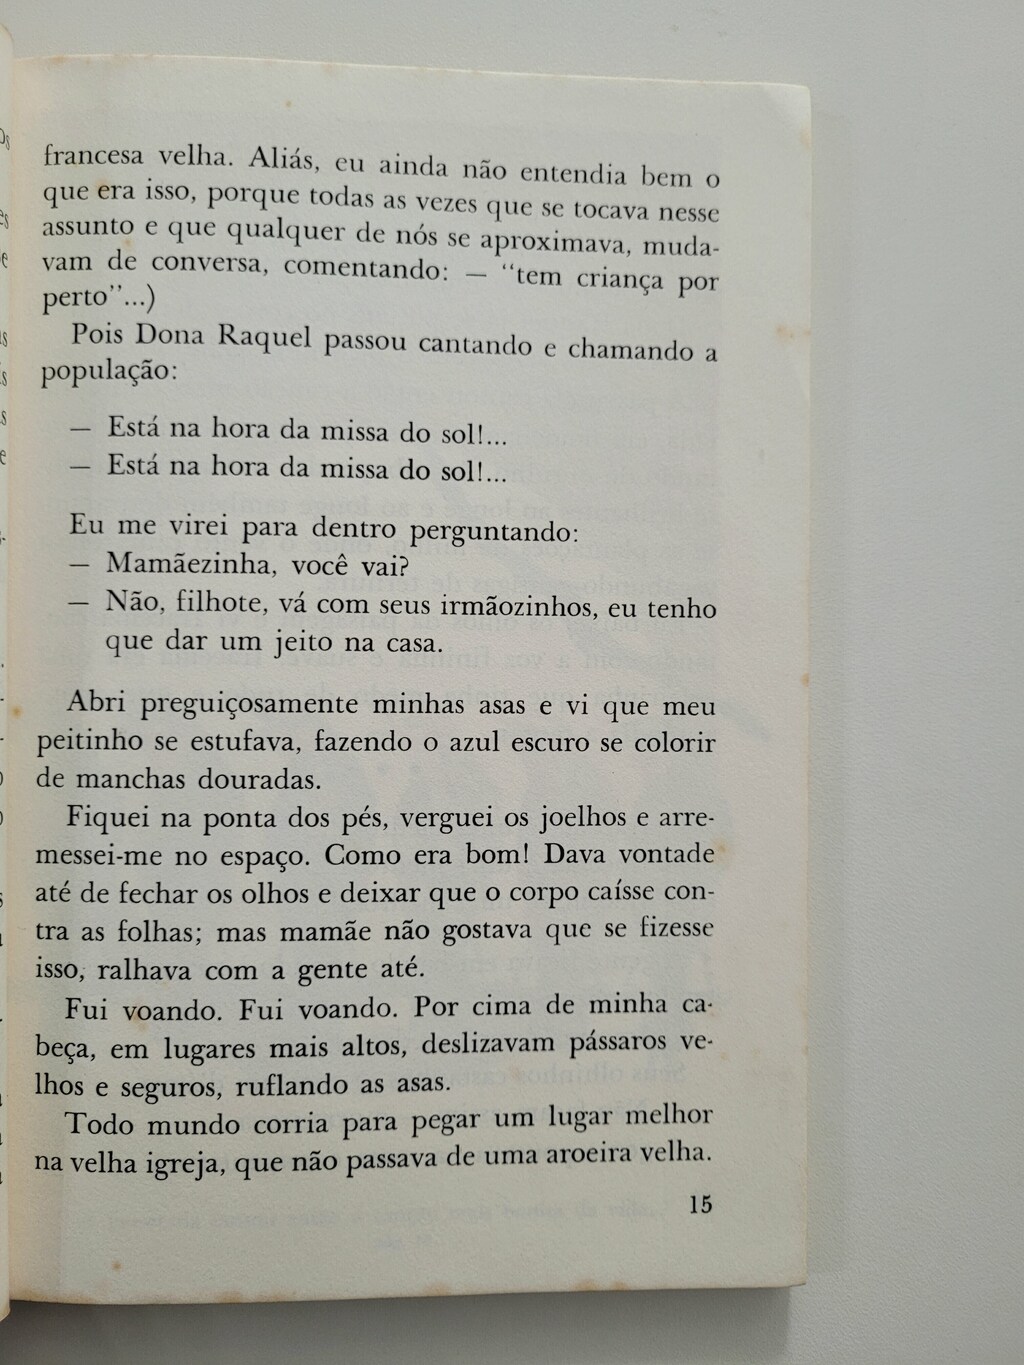 francesa velha. Aliás, eu ainda não entendia bem o
que era isso, porque todas as vezes que se tocava nesse
assunto e que qualquer de nós se aproximava, muda-
vam de conversa, comentando: — “tem criança por
perto”...)
Pois Dona Raquel passou cantando e chamando a
população:
— Está na hora da missa do sol!...
— Está na hora da missa do sol!...
Eu me virei para dentro perguntando:
— Mamãezinha, você vai?
— Não, filhote, vá com seus irmãozinhos, eu tenho
que dar um jeito na casa.
Abri preguiçosamente minhas asas e vi que meu
peitinho se estufava, fazendo o azul escuro se colorir
de manchas douradas.
Fiquei na ponta dos pés, verguei os joelhos e arre-
messei-me no espaço. Como era bom! Dava vontade
até de fechar os olhos e deixar que o corpo caísse con-
tra as folhas; mas mamãe não gostava que se fizesse
isso, ralhava com a gente até.
Fui voando. Fui voando. Por cima de minha ca-
beça, em lugares mais altos, deslizavam pássaros ve-
lhos e seguros, ruflando as asas.
Todo mundo corria para pegar um lugar melhor
na velha igreja, que não passava de uma aroeira velha.
15